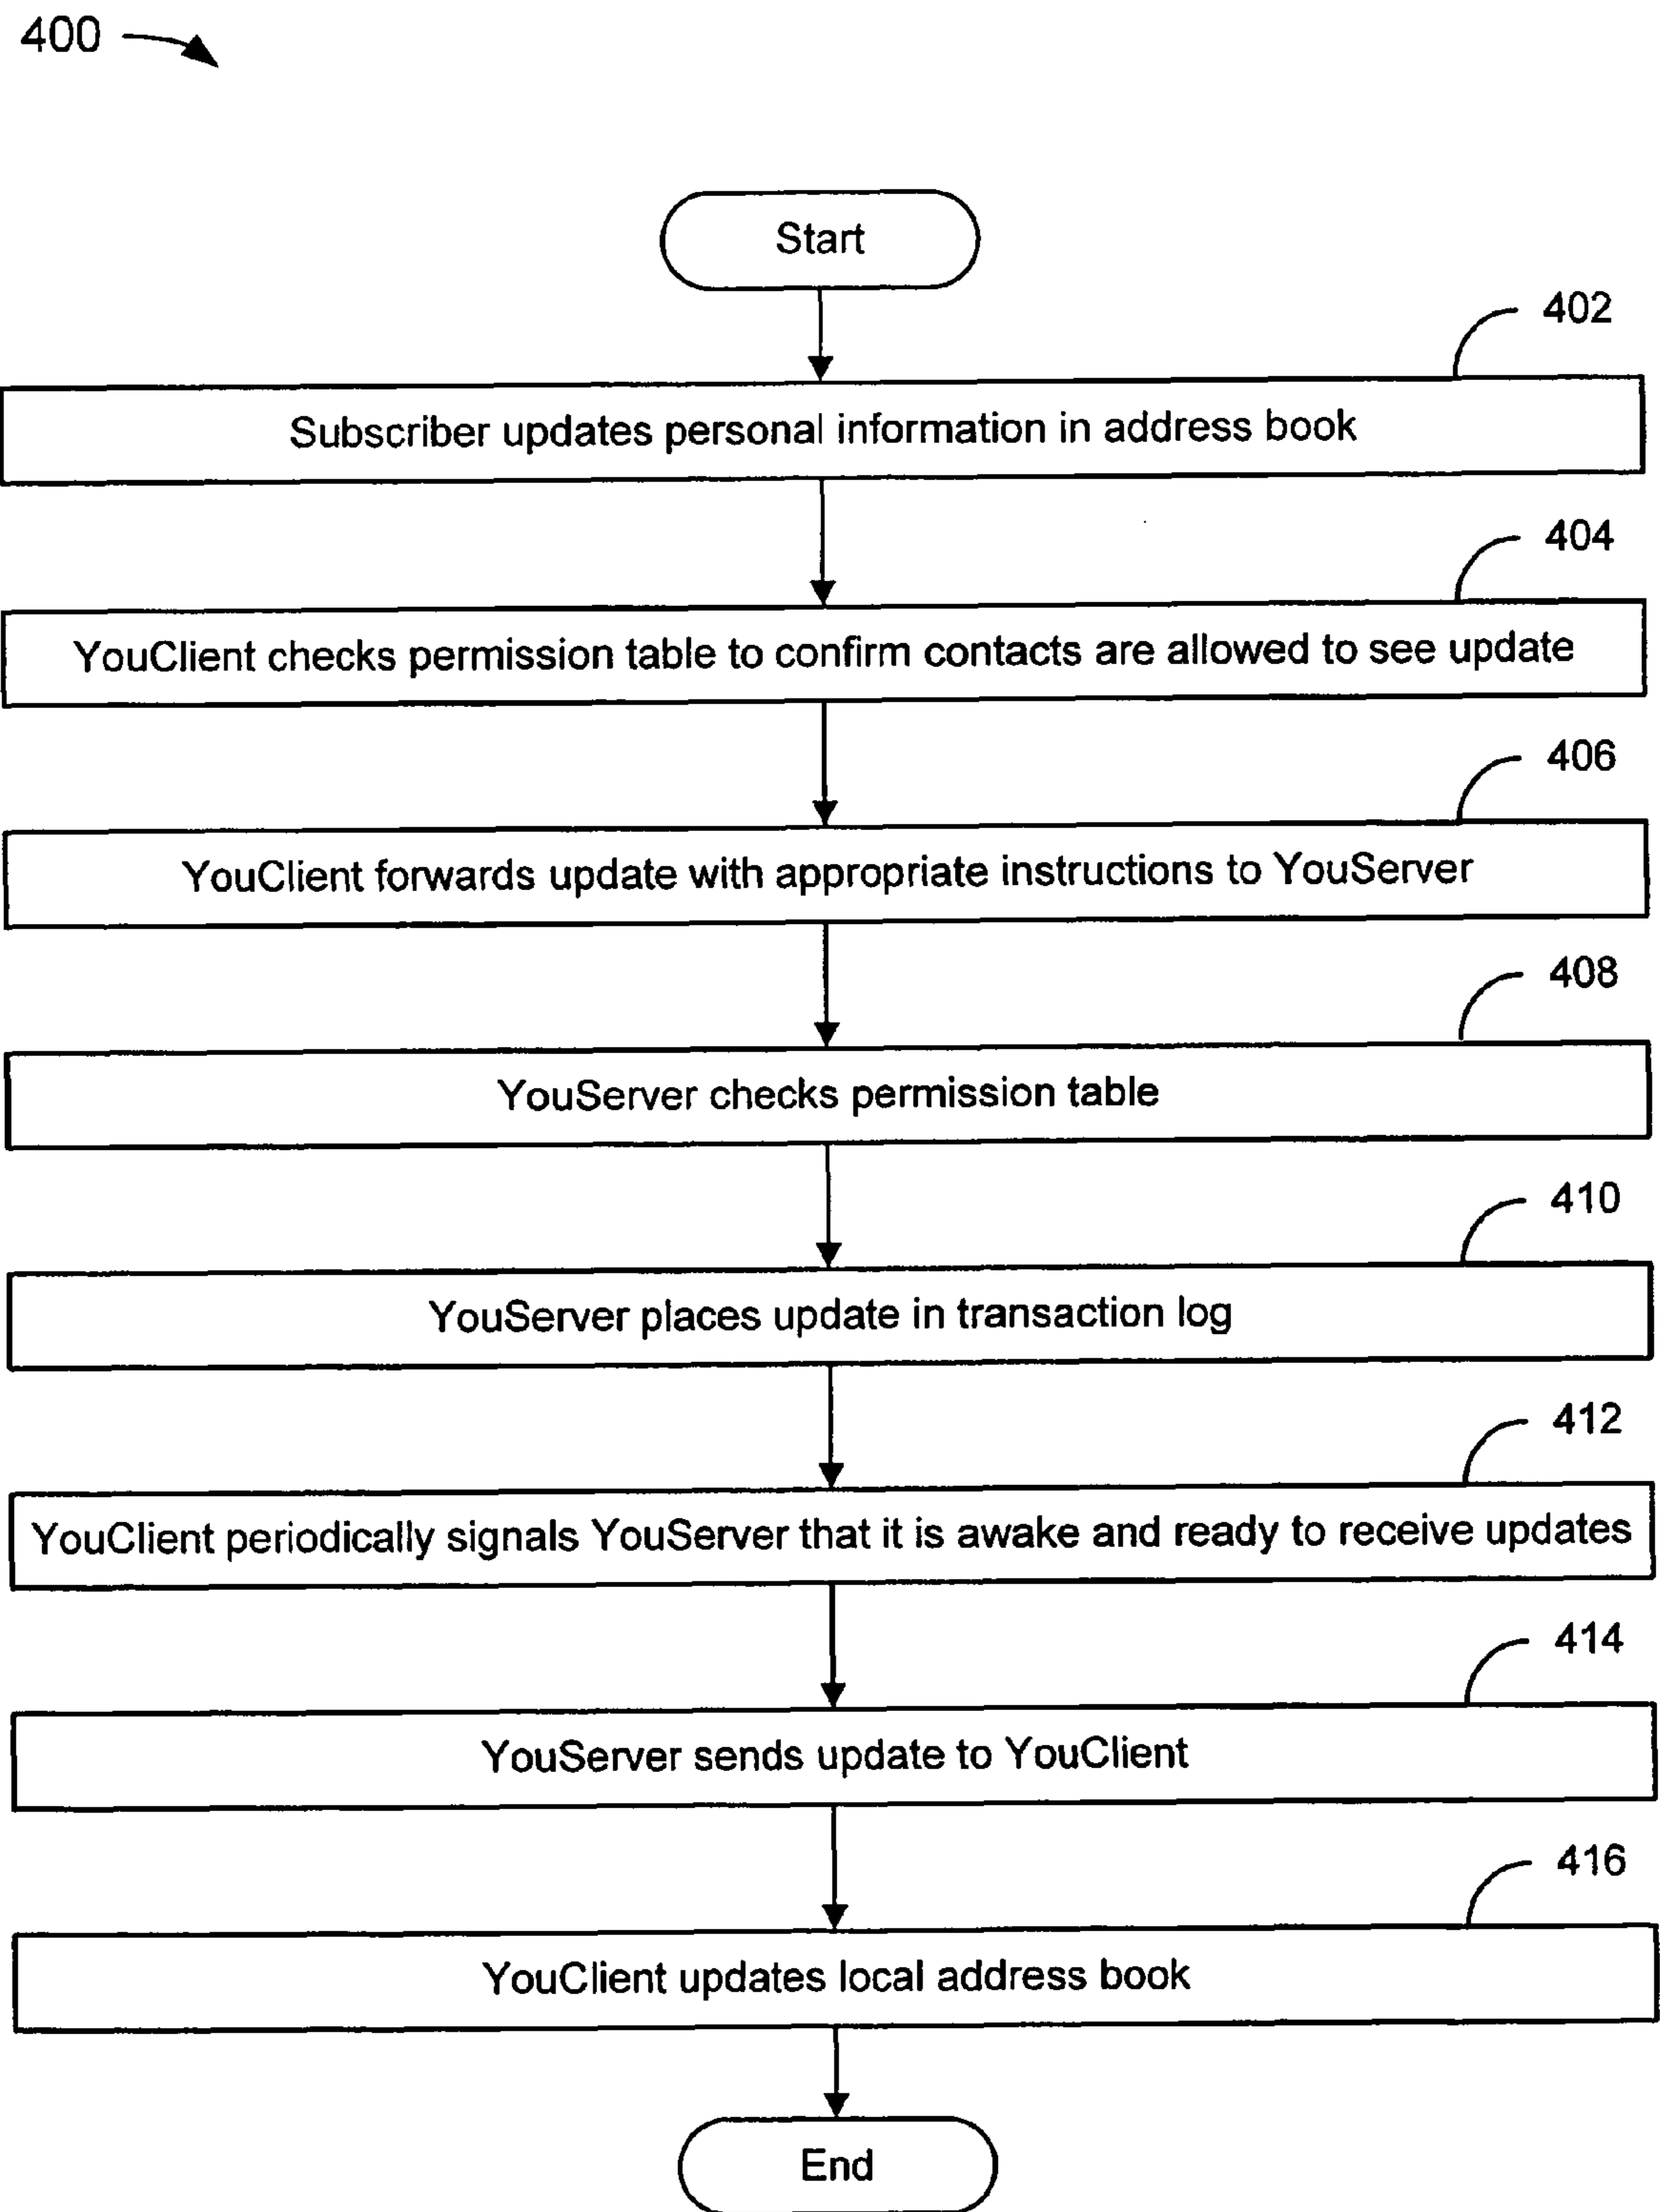 400
Start
402
Subscriber updates personal information in address book
404
YouClient checks permission table to confirm contacts are allowed to see update
406
YouClient forwards update with appropriate instructions to YouServer
408
YouServer checks permission table
410
YouServer places update in transaction log
412
YouClient periodically signals YouServer that it is awake and ready to receive updates
414
YouServer sends update to YouClient
416
YouClient updates local address book
End